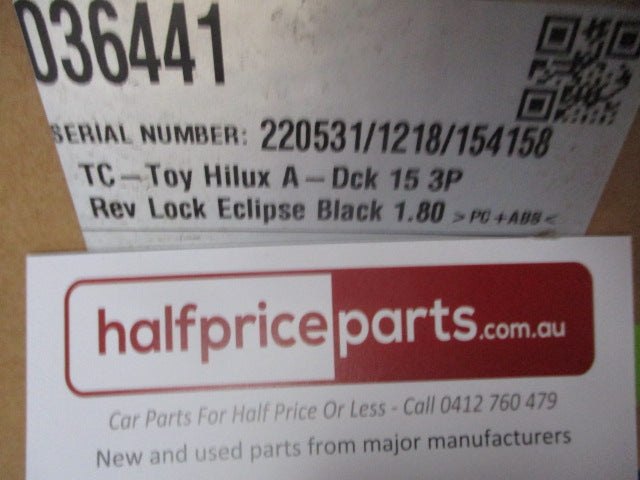 036441
SERIAL NUMBER: 220531/1218/154158
TC-Toy Hilux A-Dck 15 3P
Rev Lock Eclipse Black 1.80 >PC+ABS<
halfpriceparts.com.au
Car Parts For Half Price Or Less - Call 0412 760 479
New and used parts from major manufacturers